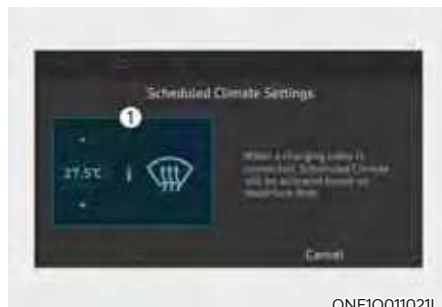 Scheduled Climate Settings
1
27.5℃
When a charging cable is
connected, Scheduled Climate
will be activated based on
departure time.
Cancel
ONE1Q011021L